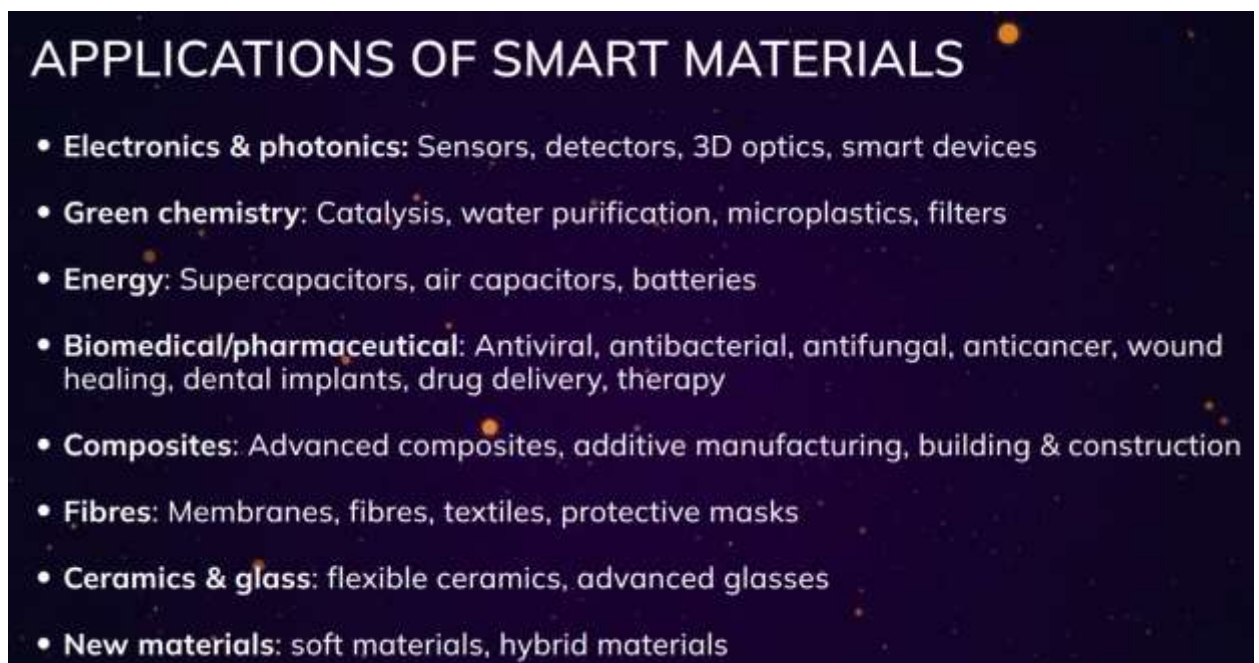 APPLICATIONS OF SMART MATERIALS
• Electronics & photonics: Sensors, detectors, 3D optics, smart devices
• Green chemistry: Catalysis, water purification, microplastics, filters
• Energy: Supercapacitors, air capacitors, batteries
• Biomedical/pharmaceutical: Antiviral, antibacterial, antifungal, anticancer, wound
healing, dental implants, drug delivery, therapy
• Composites: Advanced composites, additive manufacturing, building & construction
• Fibres: Membranes, fibres, textiles, protective masks
• Ceramics & glass: flexible ceramics, advanced glasses
• New materials: soft materials, hybrid materials